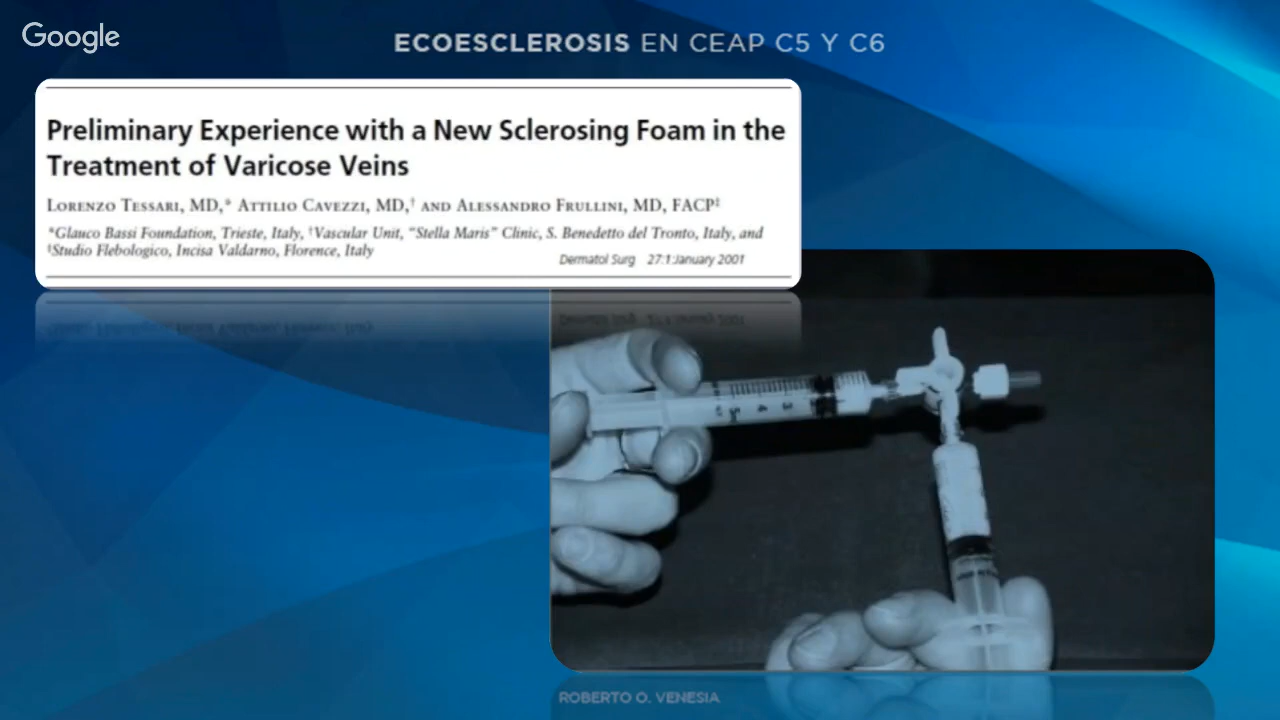 Google
ECOESCLEROSIS EN CEAP C5 Y C6
Preliminary Experience with a New Sclerosing Foam in the
Treatment of Varicose Veins
LORENZO TESSARI, MD,* ATTILIO CAVEZZI, MD,† AND ALESSANDRO FRULLINI, MD, FACP‡
*Glauco Bassi Foundation, Trieste, Italy, †Vascular Unit, "Stella Maris" Clinic, S. Benedetto del Tronto, Italy, and
‡Studio Flebologico, Incisa Valdarno, Florence, Italy
Dermatol Surg 27:1:January 2001
5 4 3
ROBERTO O. VENESIA